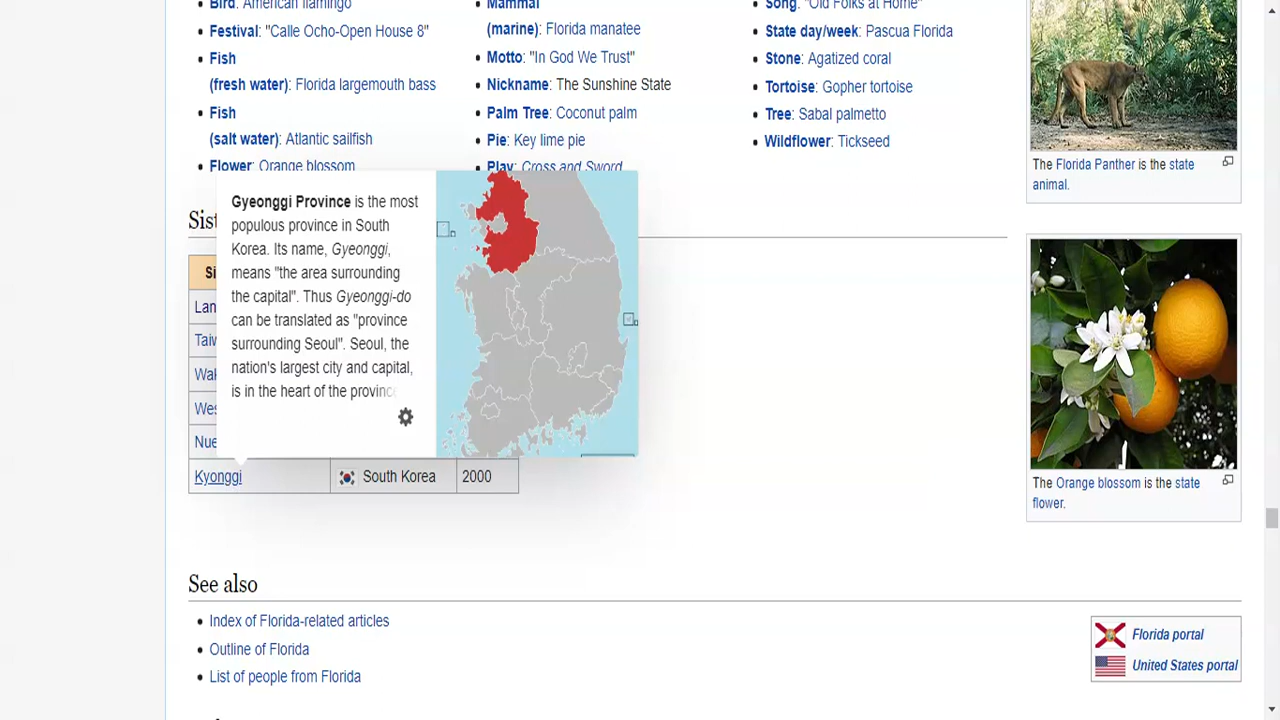 Bird: American flamingo
Festival: "Calle Ocho-Open House 8"
Fish
(fresh water): Florida largemouth bass
Fish
(salt water): Atlantic sailfish
Flower: Orange blossom
Mammal
(marine): Florida manatee
Motto: "In God We Trust"
Nickname: The Sunshine State
Palm Tree: Coconut palm
Pie: Key lime pie
Play: Cross and Sword
Song: "Old Folks at Home"
State day/week: Pascua Florida
Stone: Agatized coral
Tortoise: Gopher tortoise
Tree: Sabal palmetto
Wildflower: Tickseed
The Florida Panther is the state
animal.
Gyeonggi Province is the most
populous province in South
Korea. Its name, Gyeonggi,
means "the area surrounding
the capital". Thus Gyeonggi-do
can be translated as "province
surrounding Seoul". Seoul, the
nation's largest city and capital,
is in the heart of the province
Kyonggi South Korea 2000
The Orange blossom is the state
flower.
See also
Index of Florida-related articles
Outline of Florida
List of people from Florida
Florida portal
United States portal